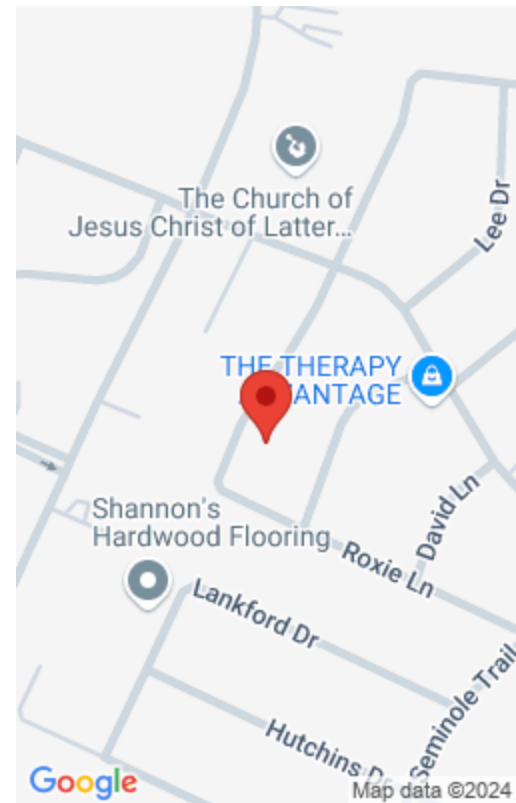 The Church of
Jesus Christ of Latter...
Lee Dr
THE THERAPY
ANTAGE
David Ln
Shannon's
Hardwood Flooring
Roxie Ln
Lankford Dr
Seminole Trail
Hutchins Dr
Google
Map data ©2024